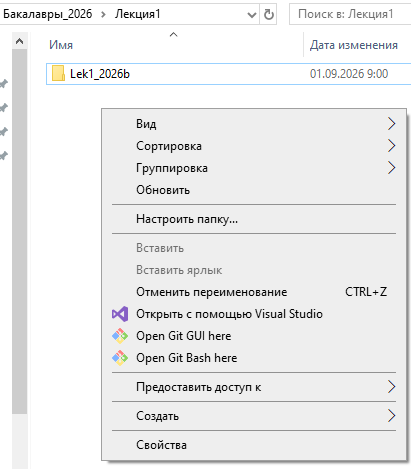 Бакалавры_2026 > Лекция1
Поиск в: Лекция1
Имя
Дата изменения
Lek1_2026b
01.09.2026 9:00
Вид
Сортировка
Группировка
Обновить
Настроить папку...
Вставить
Вставить ярлык
Отменить переименование CTRL+Z
Открыть с помощью Visual Studio
Open Git GUI here
Open Git Bash here
Предоставить доступ к
Создать
Свойства